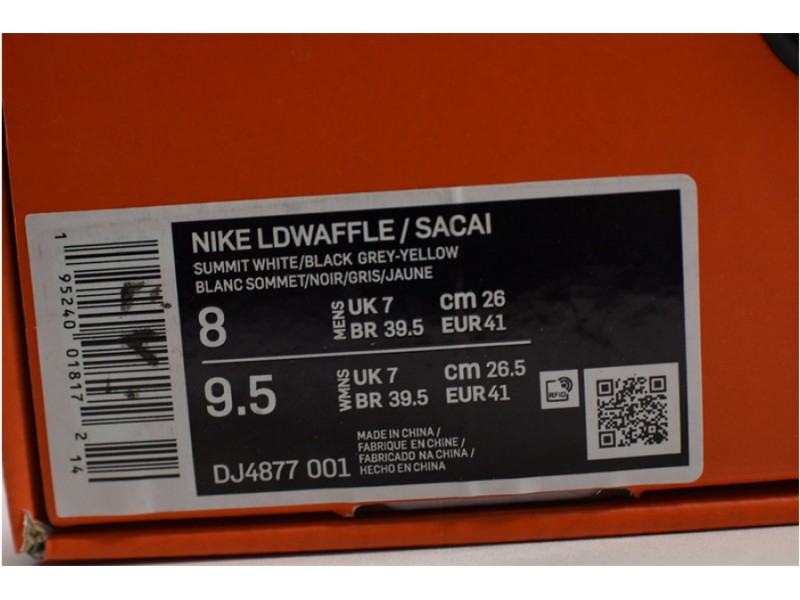 NIKE LDWAFFLE / SACAI
SUMMIT WHITE/BLACK GREY-YELLOW
BLANC SOMMET/NOIR/GRIS/JAUNE
8
MENS
UK 7 cm 26
BR 39.5 EUR 41
9.5
WMNS
UK 7 cm 26.5
BR 39.5 EUR 41
RFID
DJ4877 001
MADE IN CHINA /
FABRIQUE EN CHINE /
FABRICADO NA CHINA /
HECHO EN CHINA
1 95240 01817 2 14